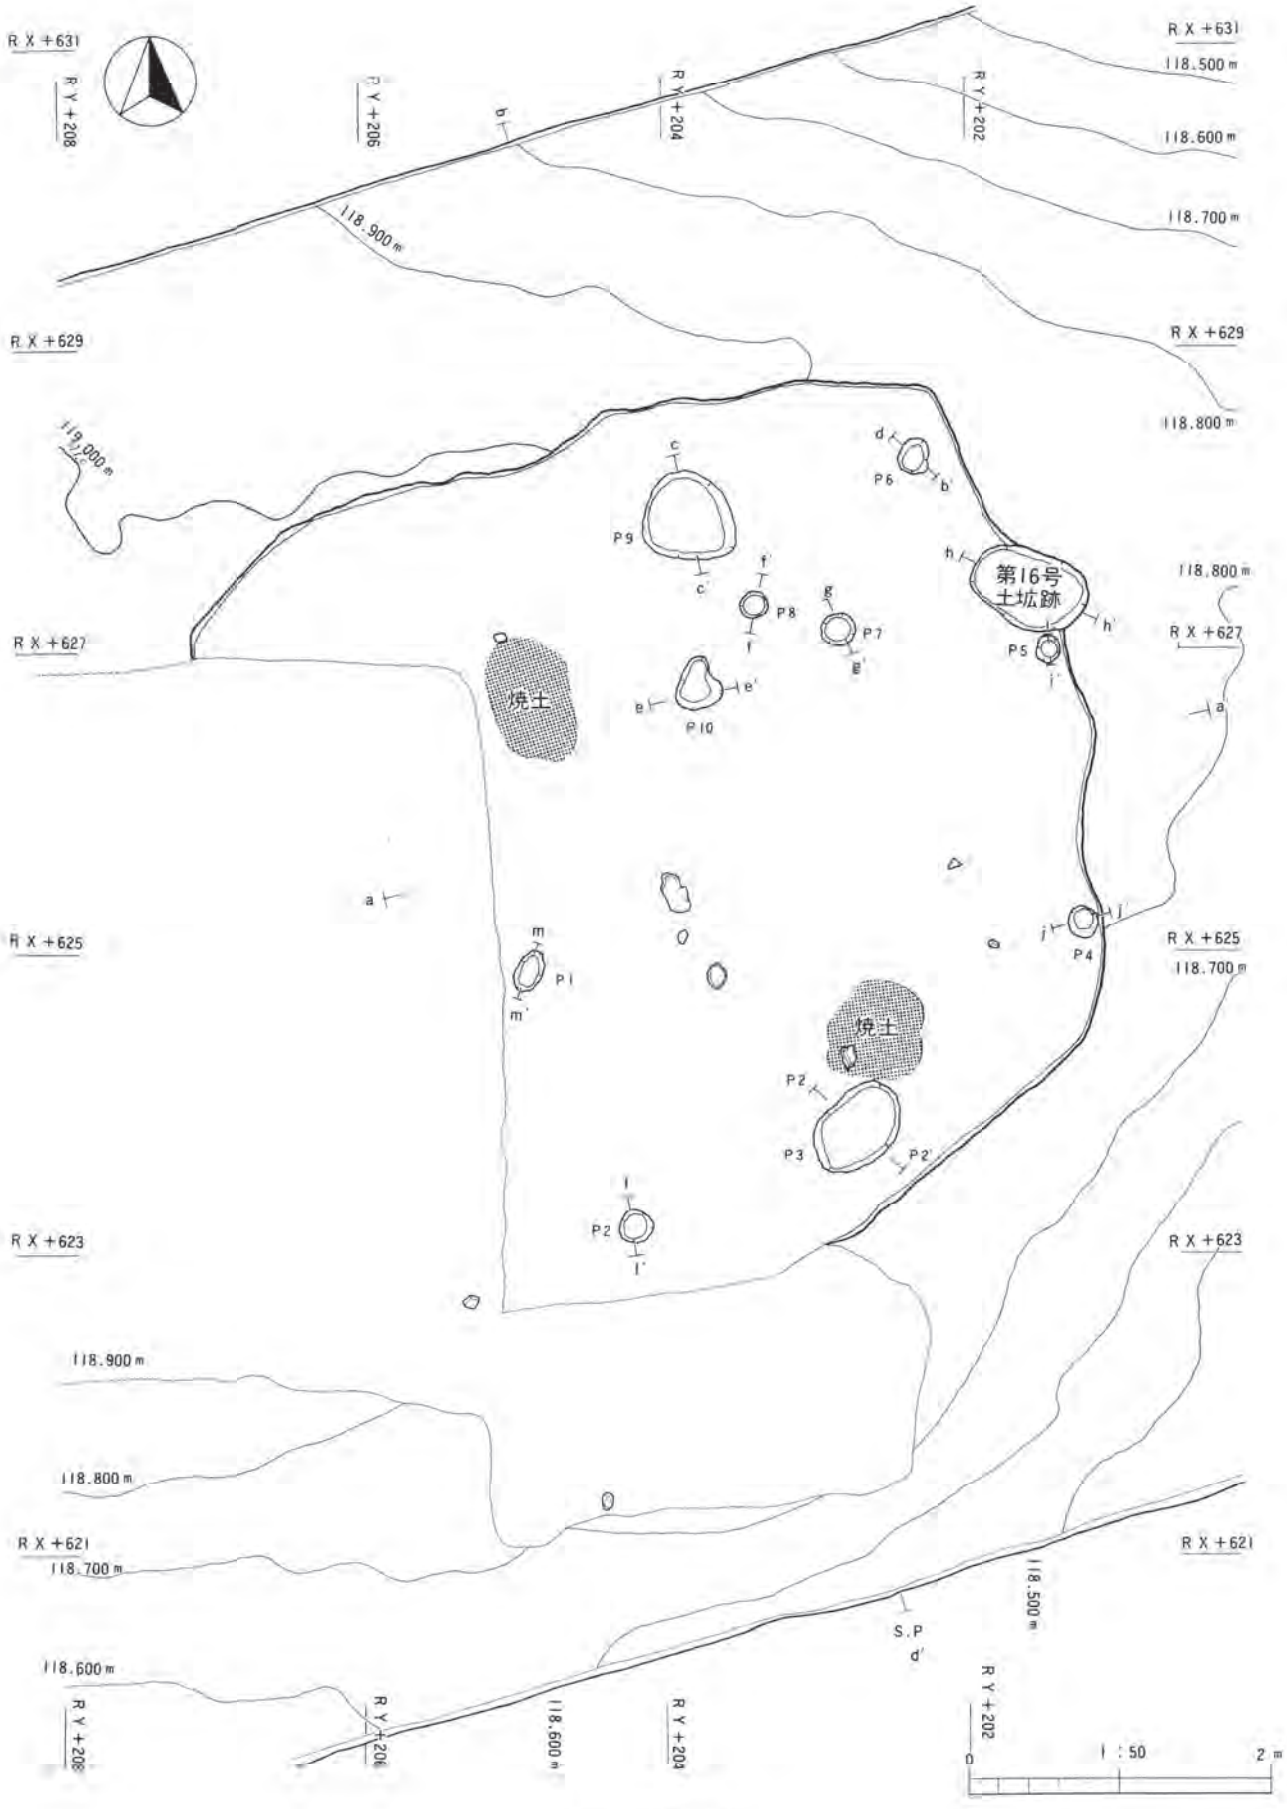 R X +631
R X +631
118.500 m
R Y +208
R Y +206
R Y +204
R Y +202
b
118.600 m
118.700 m
118.900 m
R X +629
R X +629
118.800 m
119.000 m
c
d
P6
b'
P9
c'
f'
P8
f
g
P7
g'
h
第16号
土坑跡
h'
118.800 m
R X +627
R X +627
P5
i'
焼土
e
e'
P10
a
a
m
P1
m'
j
j'
P4
R X +625
R X +625
118.700 m
焼土
P2
P3
P2'
l
P2
l'
R X +623
R X +623
118.900 m
118.800 m
R X +621
R X +621
118.700 m
118.500 m
S.P
d'
118.600 m
R Y +208
R Y +206
118.600 m
R Y +204
R Y +202
0
1:50
2 m